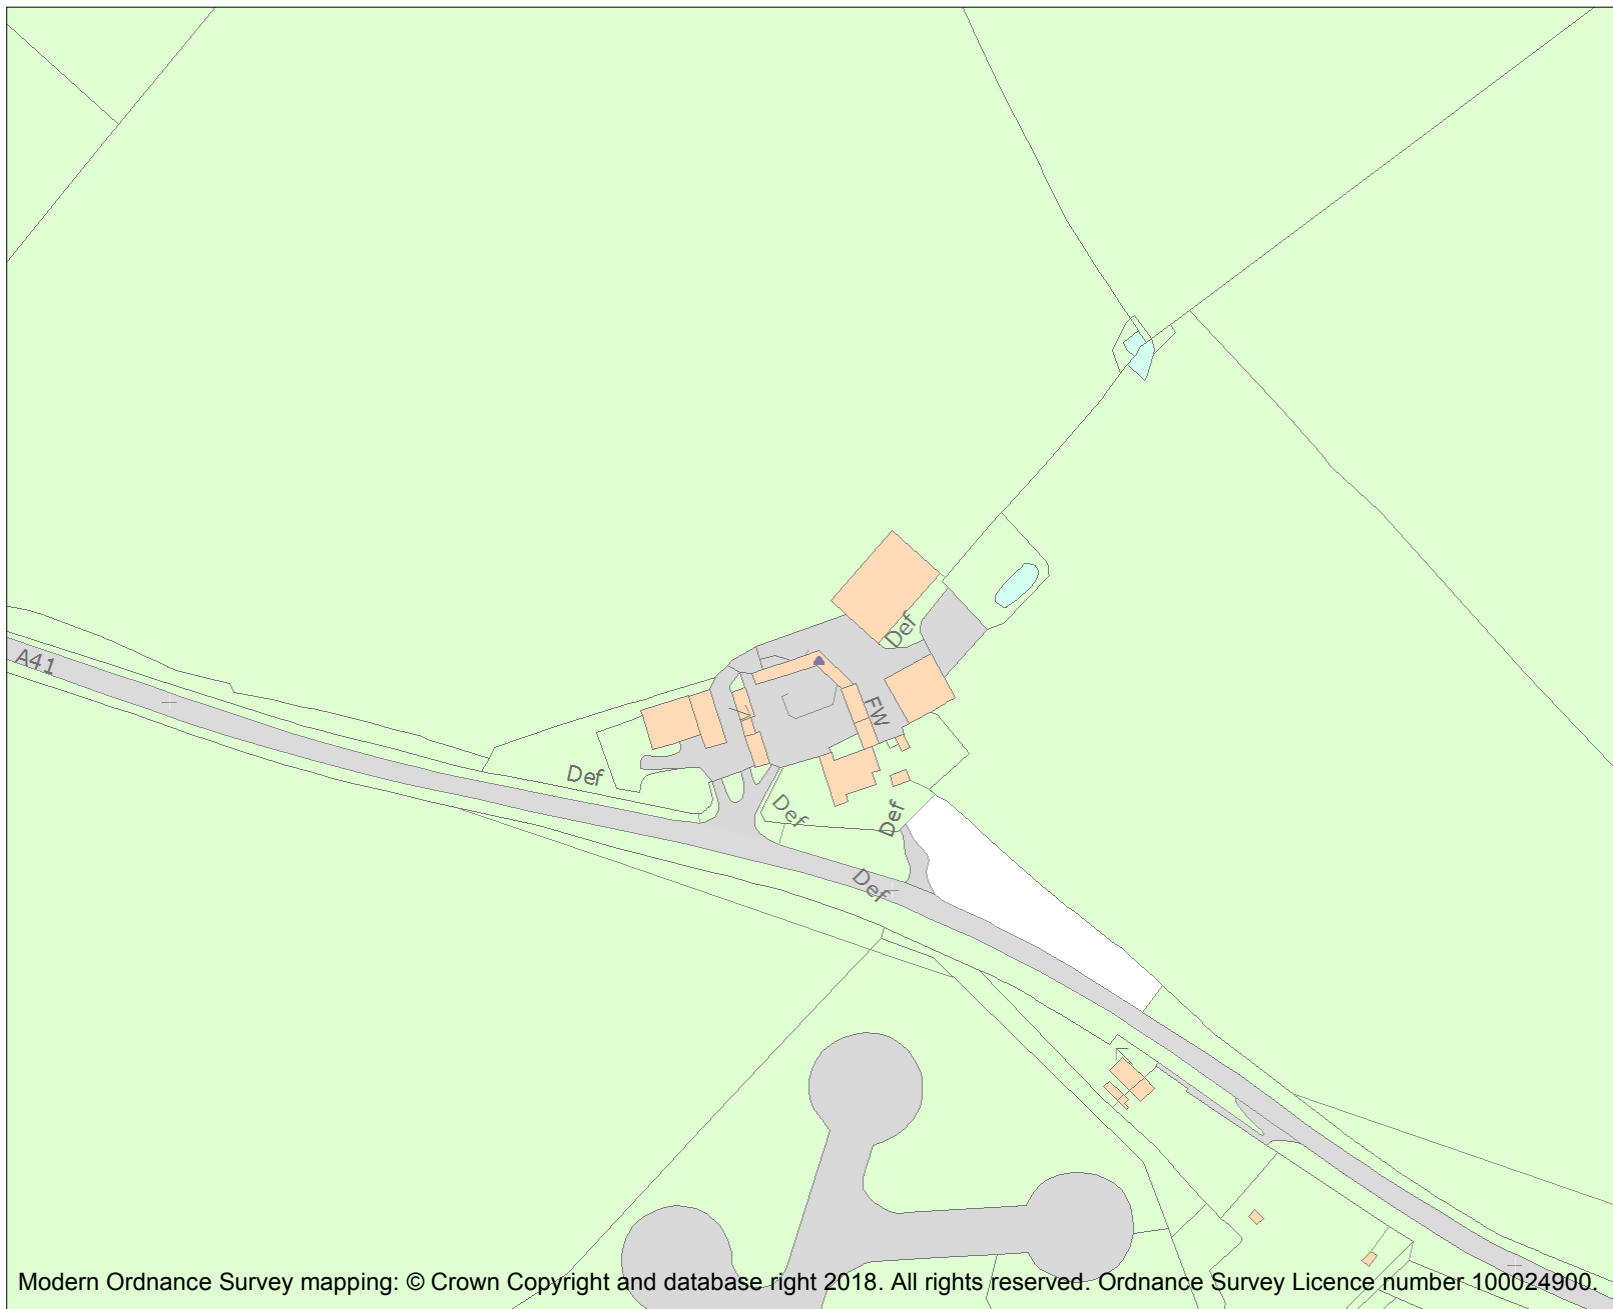 Def
A41
FW
Def
Def
Def
Def
Modern Ordnance Survey mapping: © Crown Copyright and database right 2018. All rights reserved. Ordnance Survey Licence number 100024900.